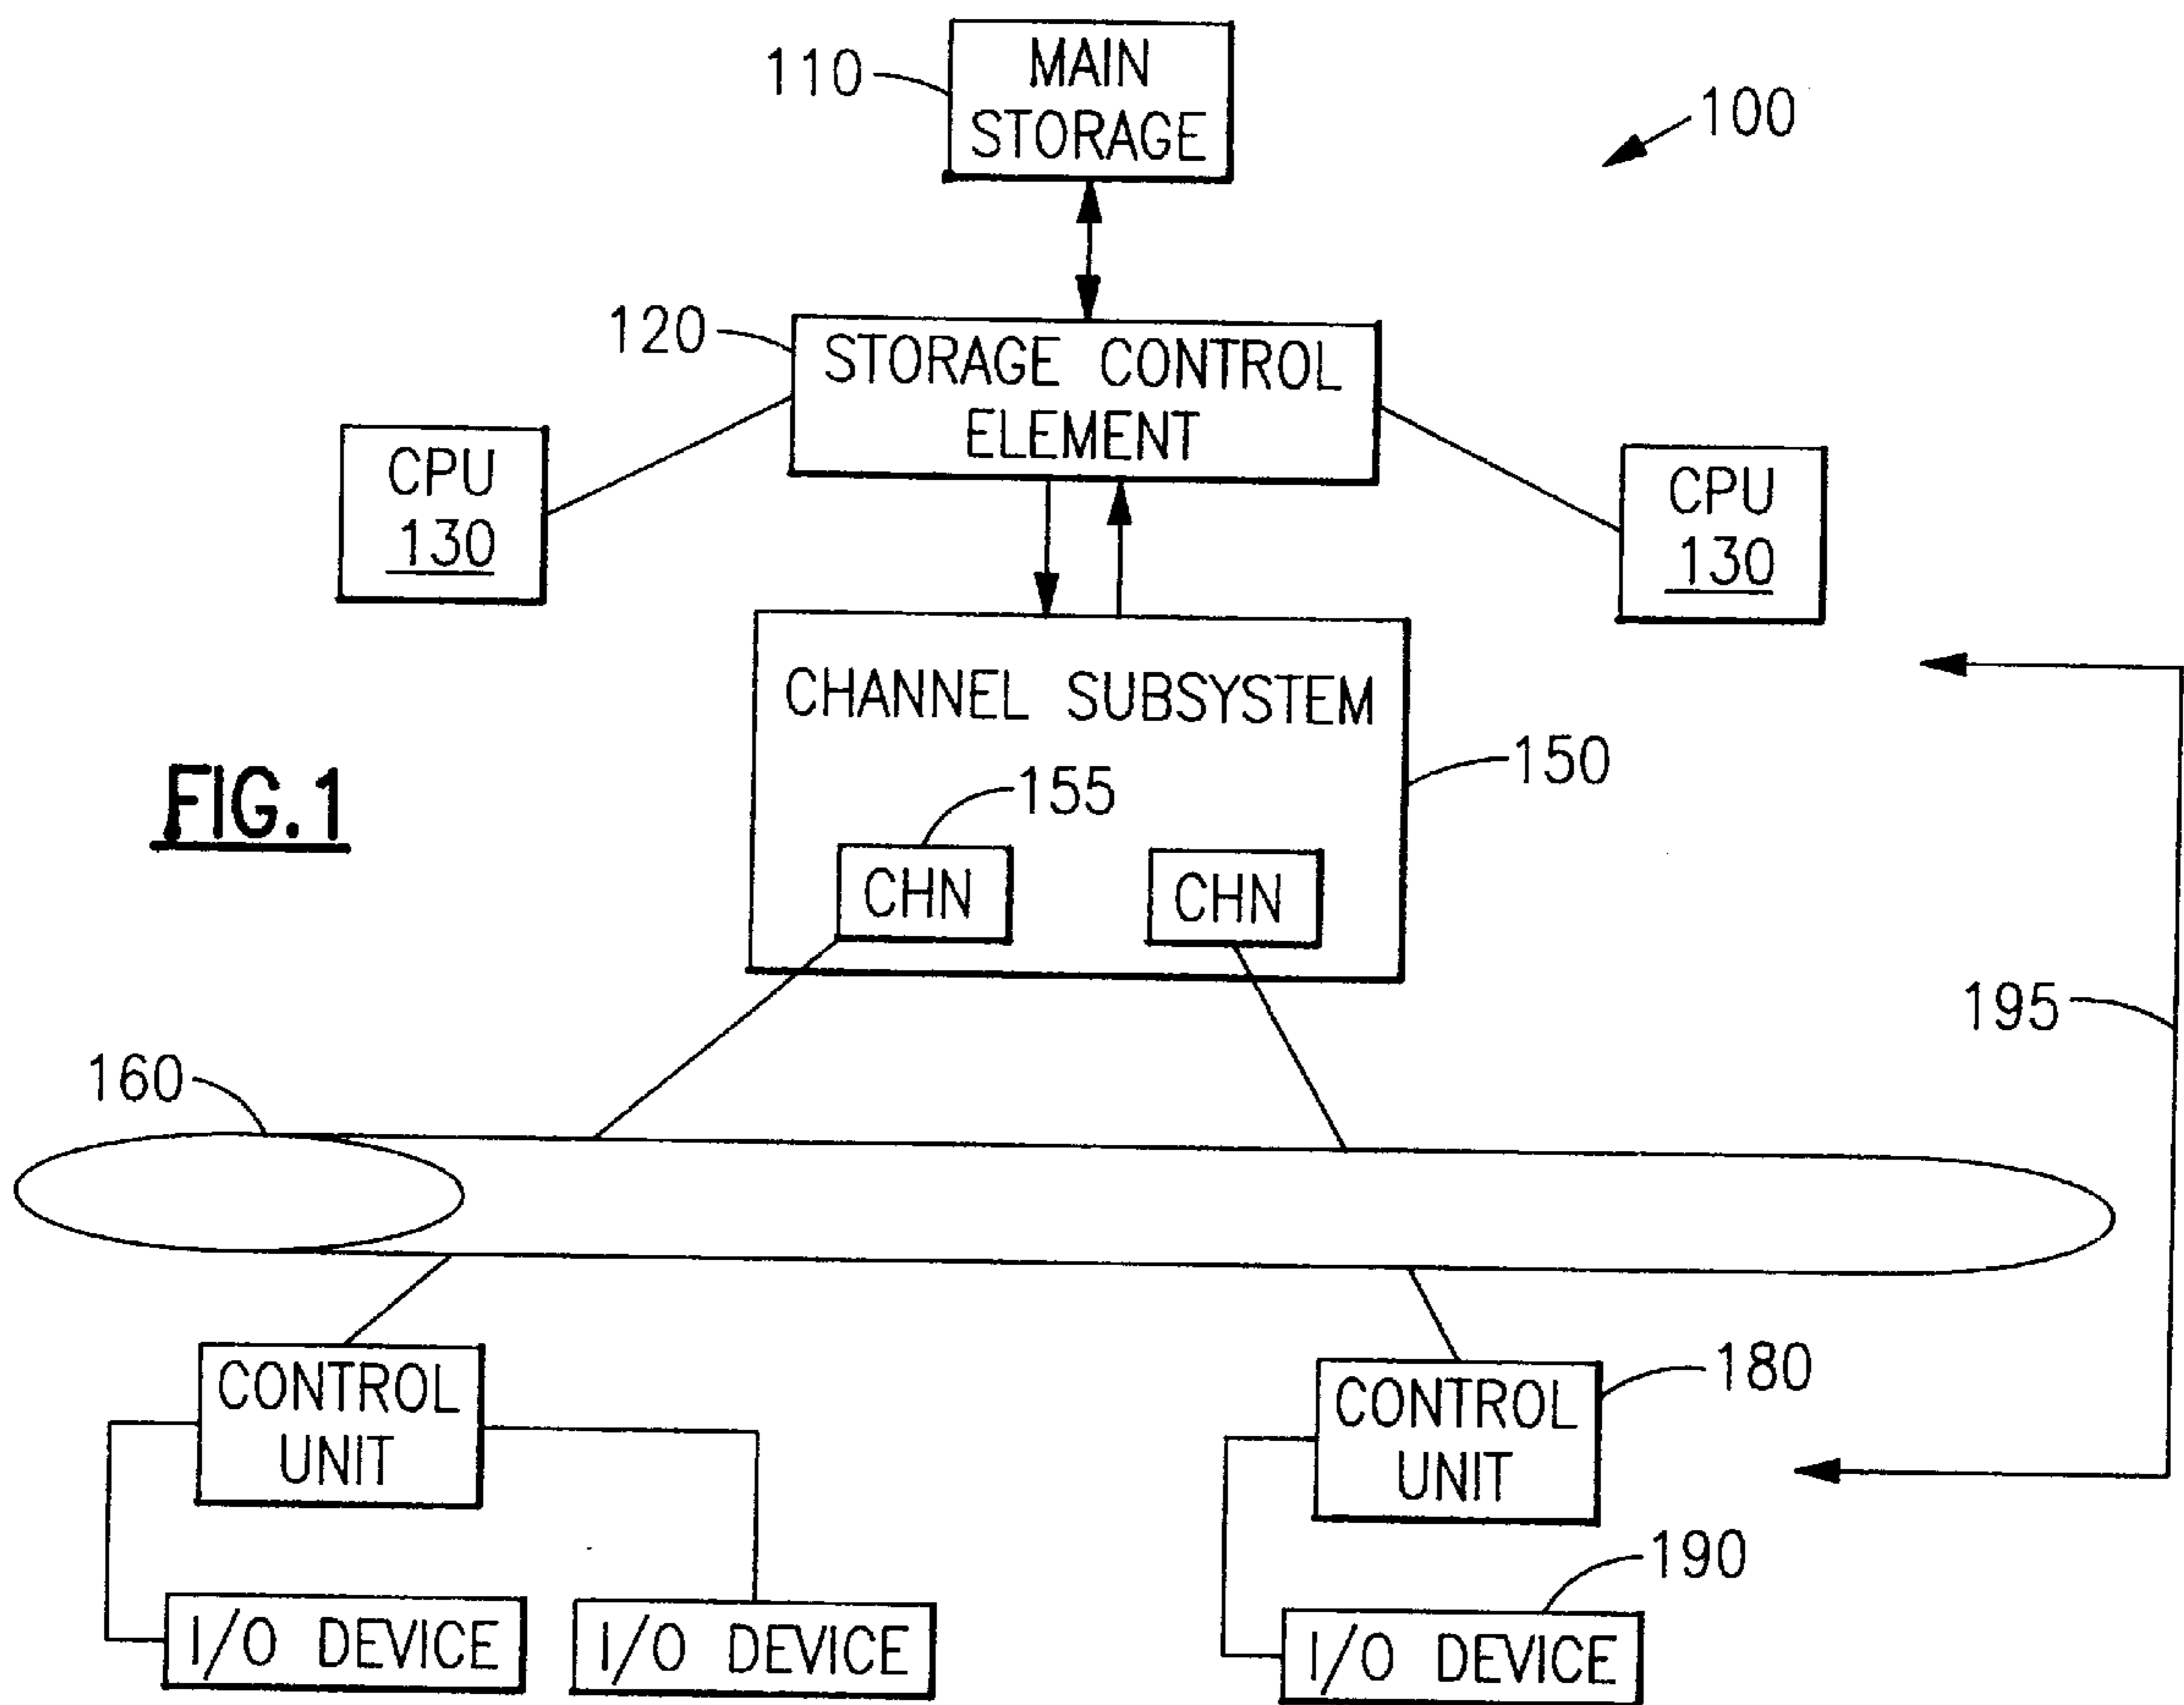 110
MAIN
STORAGE
100
120
STORAGE CONTROL
ELEMENT
CPU
130
CPU
130
CHANNEL SUBSYSTEM
150
FIG.1
155
CHN
CHN
195
160
CONTROL
UNIT
CONTROL
UNIT
180
190
I/O DEVICE
I/O DEVICE
I/O DEVICE